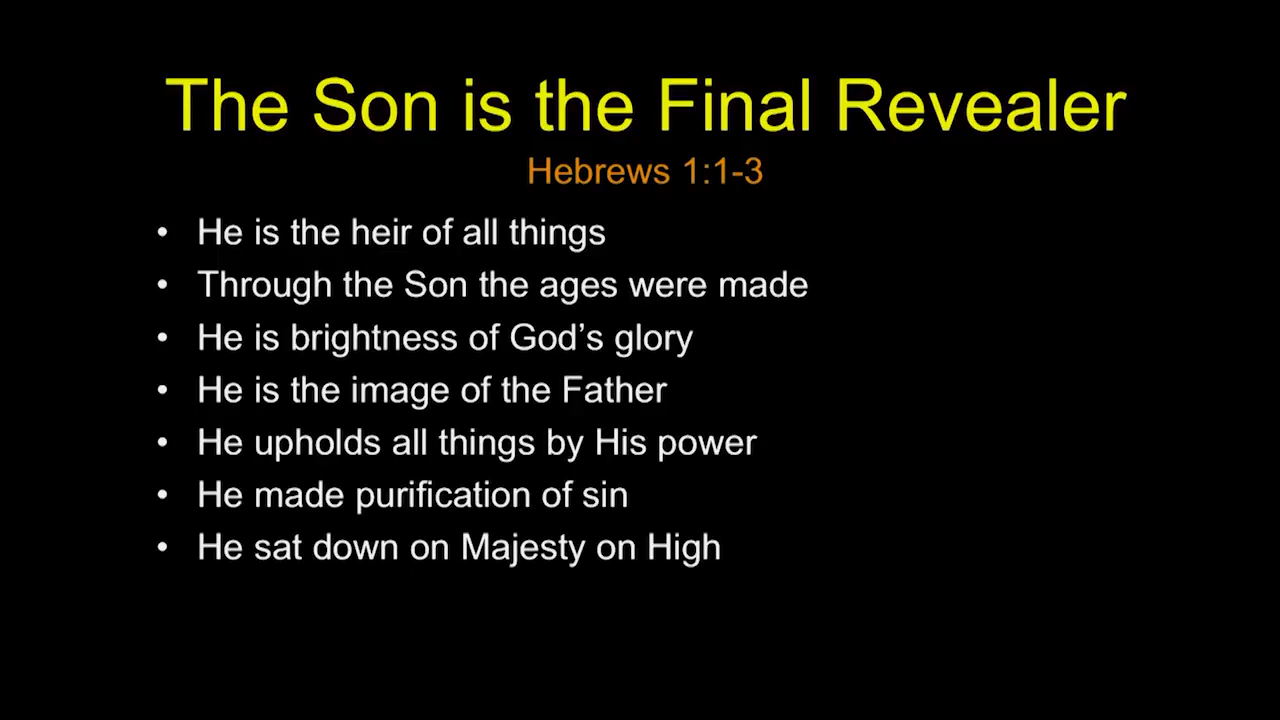 The Son is the Final Revealer
Hebrews 1:1-3
• He is the heir of all things
• Through the Son the ages were made
• He is brightness of God’s glory
• He is the image of the Father
• He upholds all things by His power
• He made purification of sin
• He sat down on Majesty on High